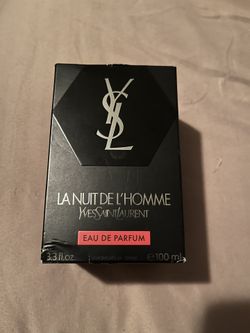 YSL
LA NUIT DE L'HOMME
YVESSAINTLAURENT
EAU DE PARFUM
3.3 fl.oz. ℮100 ml